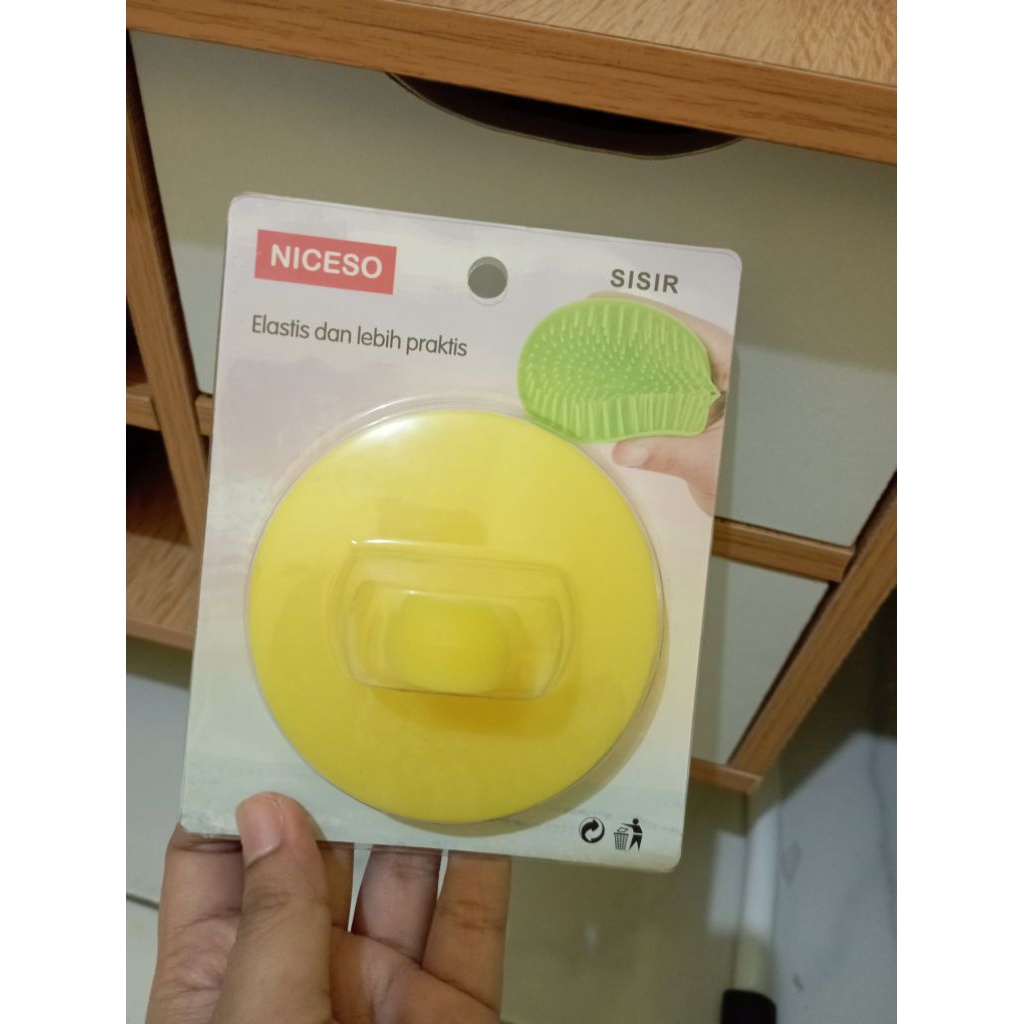 NICESO
SISIR
Elastis dan lebih praktis